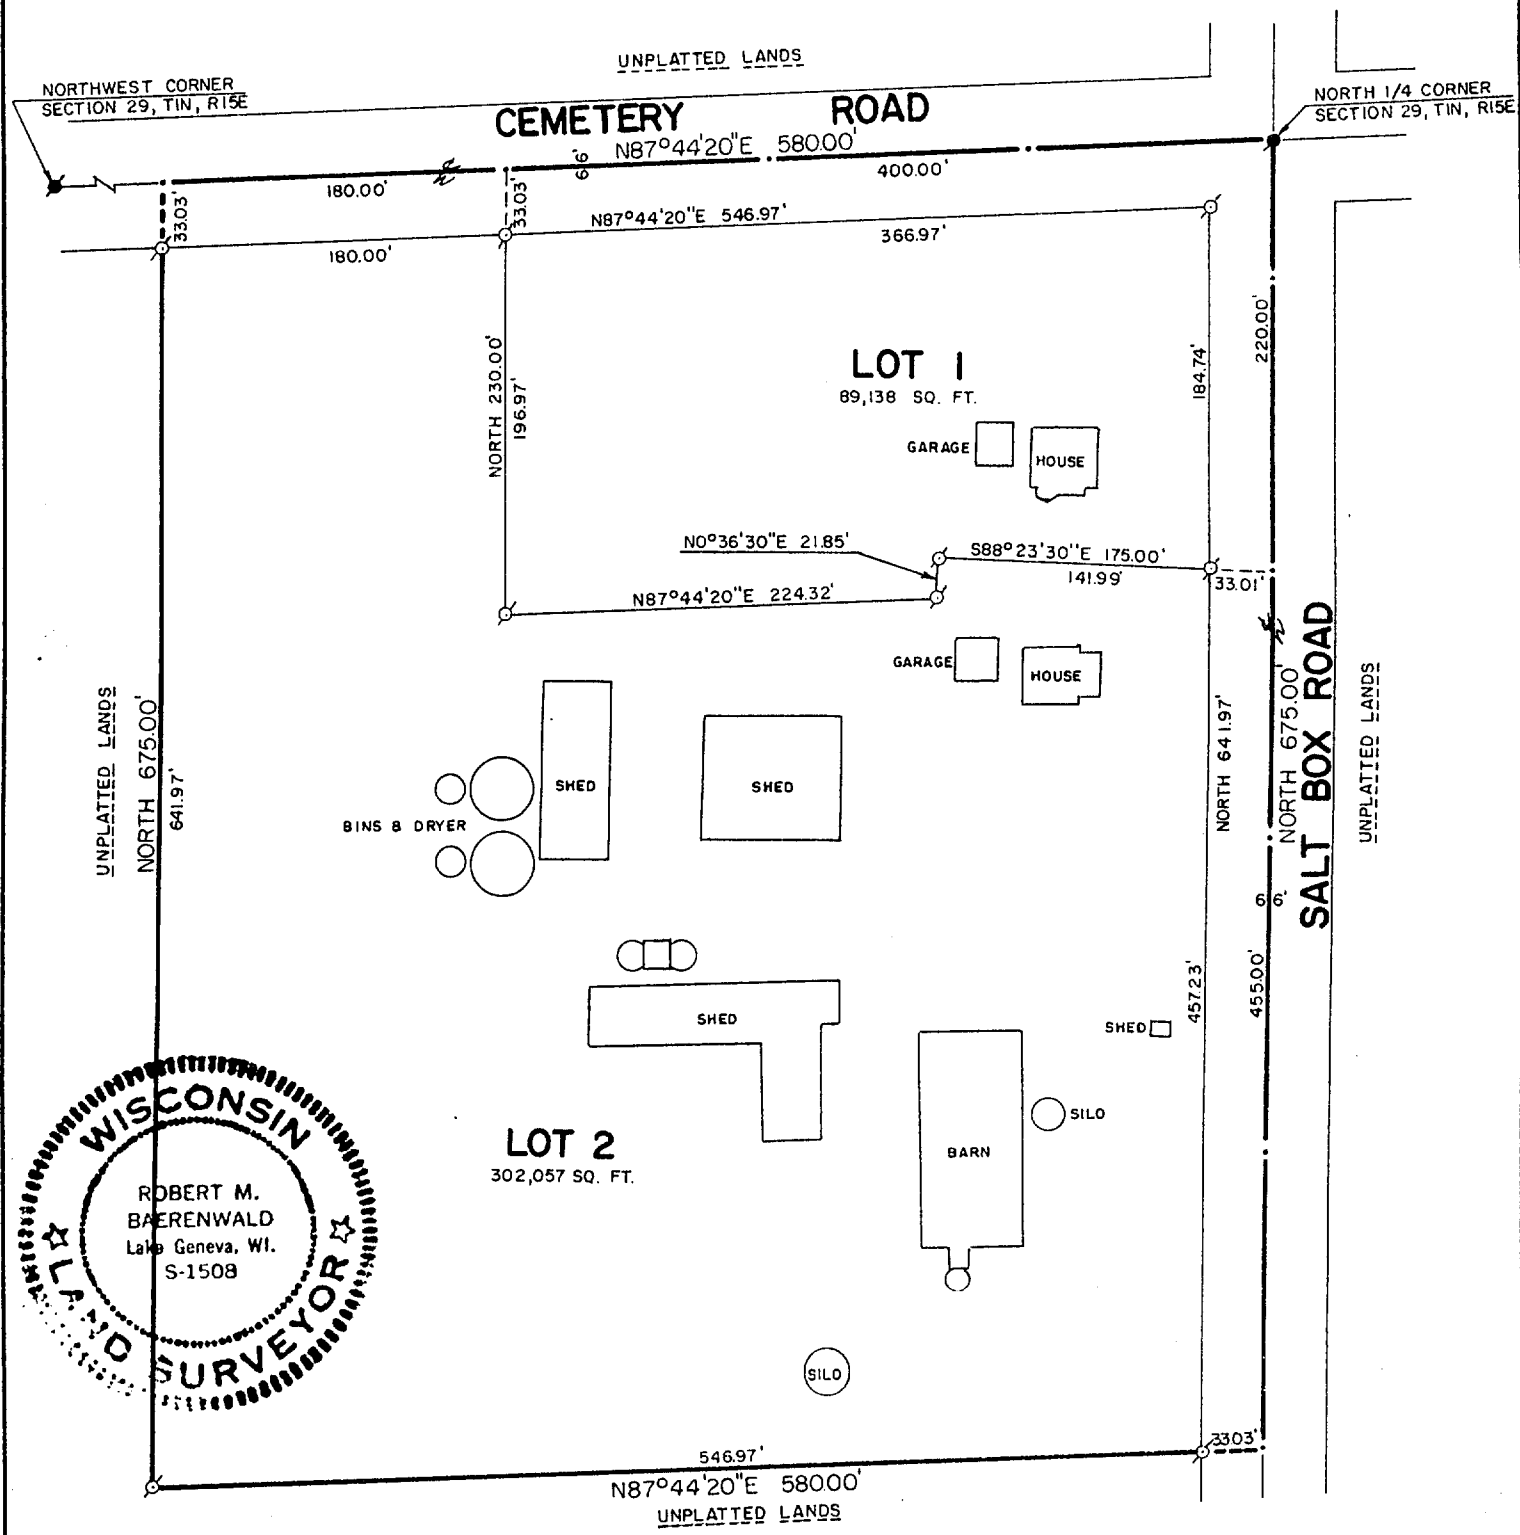 UNPLATTED LANDS
NORTHWEST CORNER
SECTION 29, T1N, R15E
NORTH 1/4 CORNER
SECTION 29, T1N, R15E
CEMETERY ROAD
N87°44'20"E 580.00'
66'
180.00'
400.00'
33.03'
33.03'
N87°44'20"E 546.97'
180.00'
366.97'
NORTH 230.00'
196.97'
LOT 1
89,138 SQ. FT.
184.74'
220.00'
GARAGE
HOUSE
N0°36'30"E 21.85'
S88°23'30"E 175.00'
141.99'
33.01'
N87°44'20"E 224.32'
GARAGE
HOUSE
UNPLATTED LANDS
NORTH 675.00'
641.97'
SHED
SHED
BINS & DRYER
NORTH 641.97'
NORTH 675.00'
SALT BOX ROAD
UNPLATTED LANDS
66'
457.23'
455.00'
SHED
SHED
BARN
SILO
LOT 2
302,057 SQ. FT.
WISCONSIN
ROBERT M.
BAERENWALD
Lake Geneva, WI.
S-1508
LAND SURVEYOR
SILO
546.97'
33.03'
N87°44'20"E 580.00'
UNPLATTED LANDS